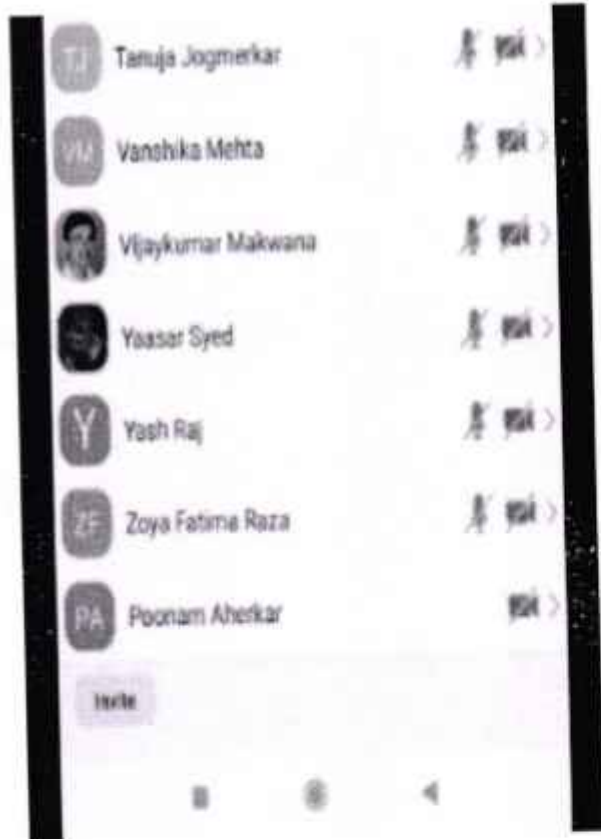 TJ Tanuja Jogmerkar
VM Vanshika Mehta
Vijaykumar Makwana
Yaasar Syed
Y Yash Raj
ZF Zoya Fatima Raza
PA Poonam Aherkar
Invite